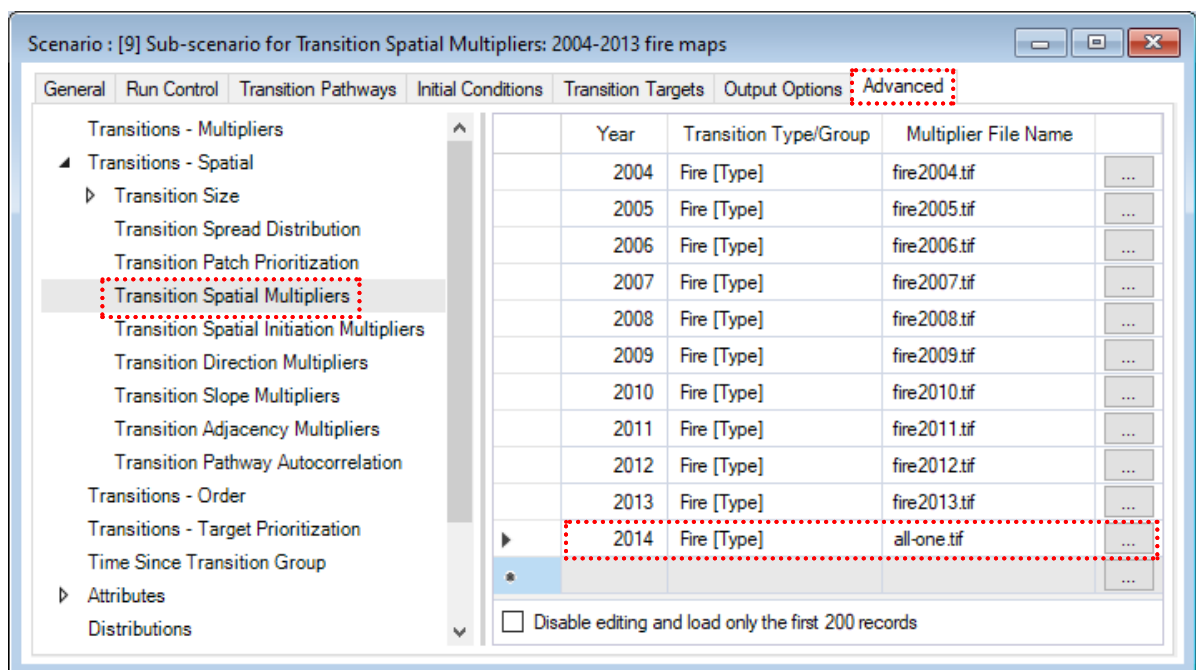 Scenario : [9] Sub-scenario for Transition Spatial Multipliers: 2004-2013 fire maps
General Run Control Transition Pathways Initial Conditions Transition Targets Output Options Advanced
Transitions - Multipliers
Transitions - Spatial
Transition Size
Transition Spread Distribution
Transition Patch Prioritization
Transition Spatial Multipliers
Transition Spatial Initiation Multipliers
Transition Direction Multipliers
Transition Slope Multipliers
Transition Adjacency Multipliers
Transition Pathway Autocorrelation
Transitions - Order
Transitions - Target Prioritization
Time Since Transition Group
Attributes
Distributions
Year Transition Type/Group Multiplier File Name
2004 Fire [Type] fire2004.tif ...
2005 Fire [Type] fire2005.tif ...
2006 Fire [Type] fire2006.tif ...
2007 Fire [Type] fire2007.tif ...
2008 Fire [Type] fire2008.tif ...
2009 Fire [Type] fire2009.tif ...
2010 Fire [Type] fire2010.tif ...
2011 Fire [Type] fire2011.tif ...
2012 Fire [Type] fire2012.tif ...
2013 Fire [Type] fire2013.tif ...
2014 Fire [Type] all-one.tif ...
...
Disable editing and load only the first 200 records